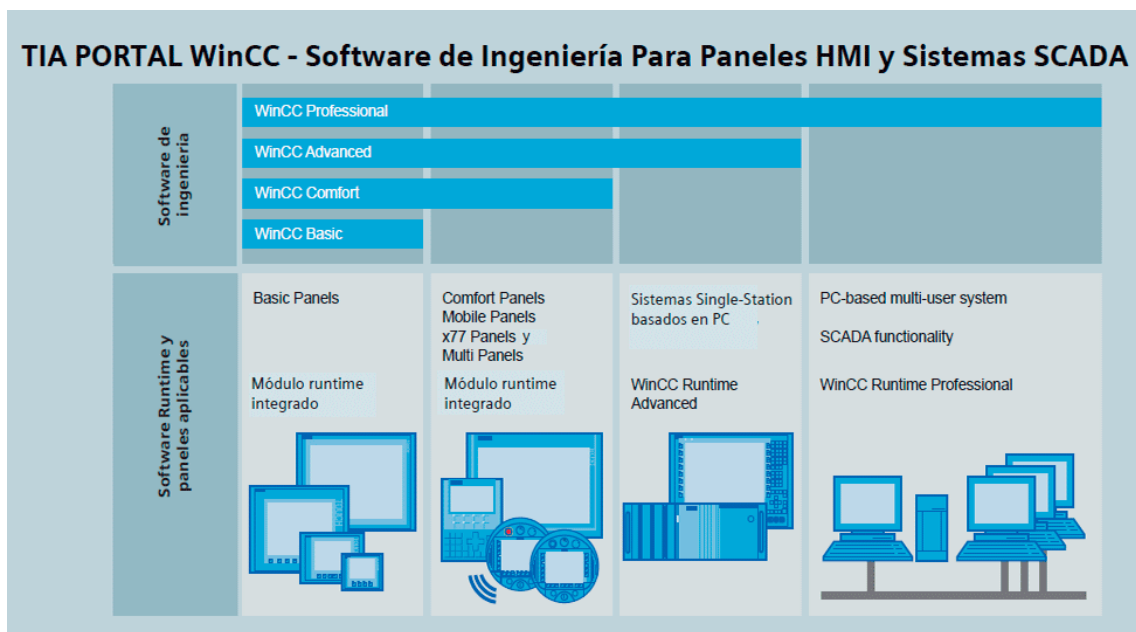 TIA PORTAL WinCC - Software de Ingeniería Para Paneles HMI y Sistemas SCADA
Software de
ingenieria
WinCC Professional
WinCC Advanced
WinCC Comfort
WinCC Basic
Software Runtime y
paneles aplicables
Basic Panels
Módulo runtime
integrado
Comfort Panels
Mobile Panels
x77 Panels y
Multi Panels
Módulo runtime
integrado
Sistemas Single-Station
basados en PC
WinCC Runtime
Advanced
PC-based multi-user system
SCADA functionality
WinCC Runtime Professional